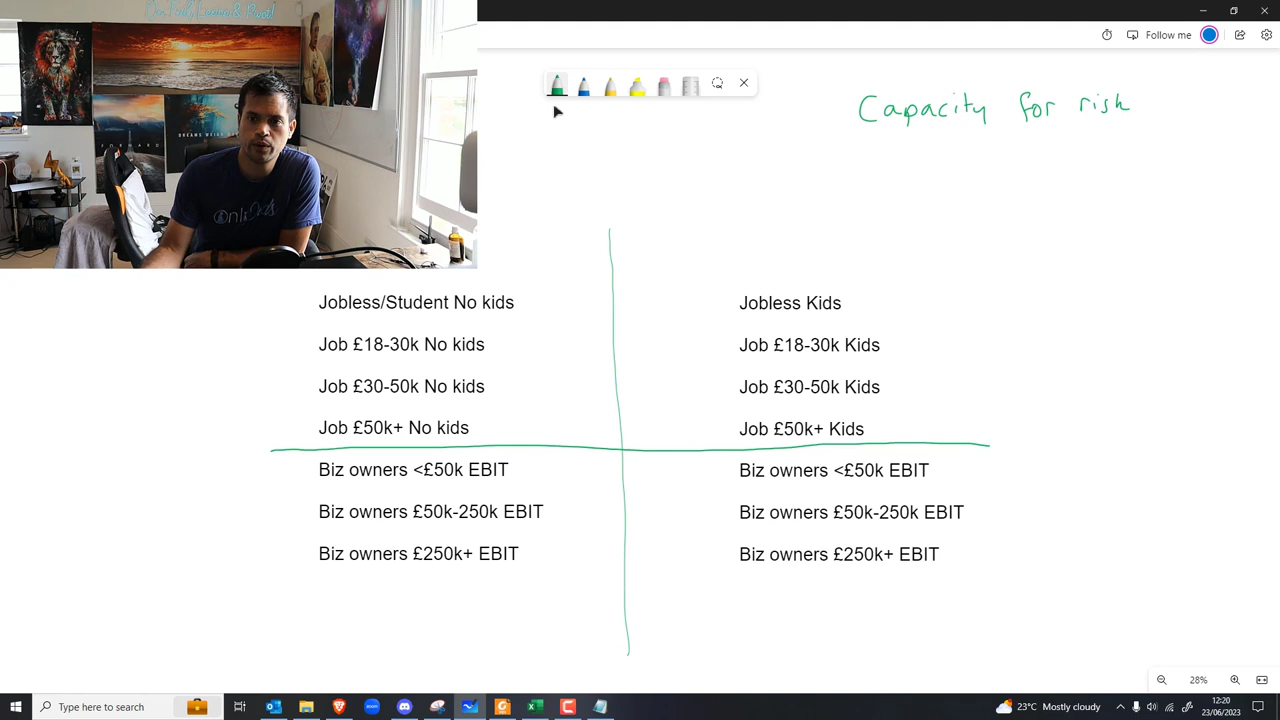 Follow me
Capacity for risk
FORWARD
Jobless/Student No kids
Job £18-30k No kids
Job £30-50k No kids
Job £50k+ No kids
Biz owners <£50k EBIT
Biz owners £50k-250k EBIT
Biz owners £250k+ EBIT
Jobless Kids
Job £18-30k Kids
Job £30-50k Kids
Job £50k+ Kids
Biz owners <£50k EBIT
Biz owners £50k-250k EBIT
Biz owners £250k+ EBIT
28%
Type here to search
zoom
23°C Mostly cloudy
12:20
23/06/2023